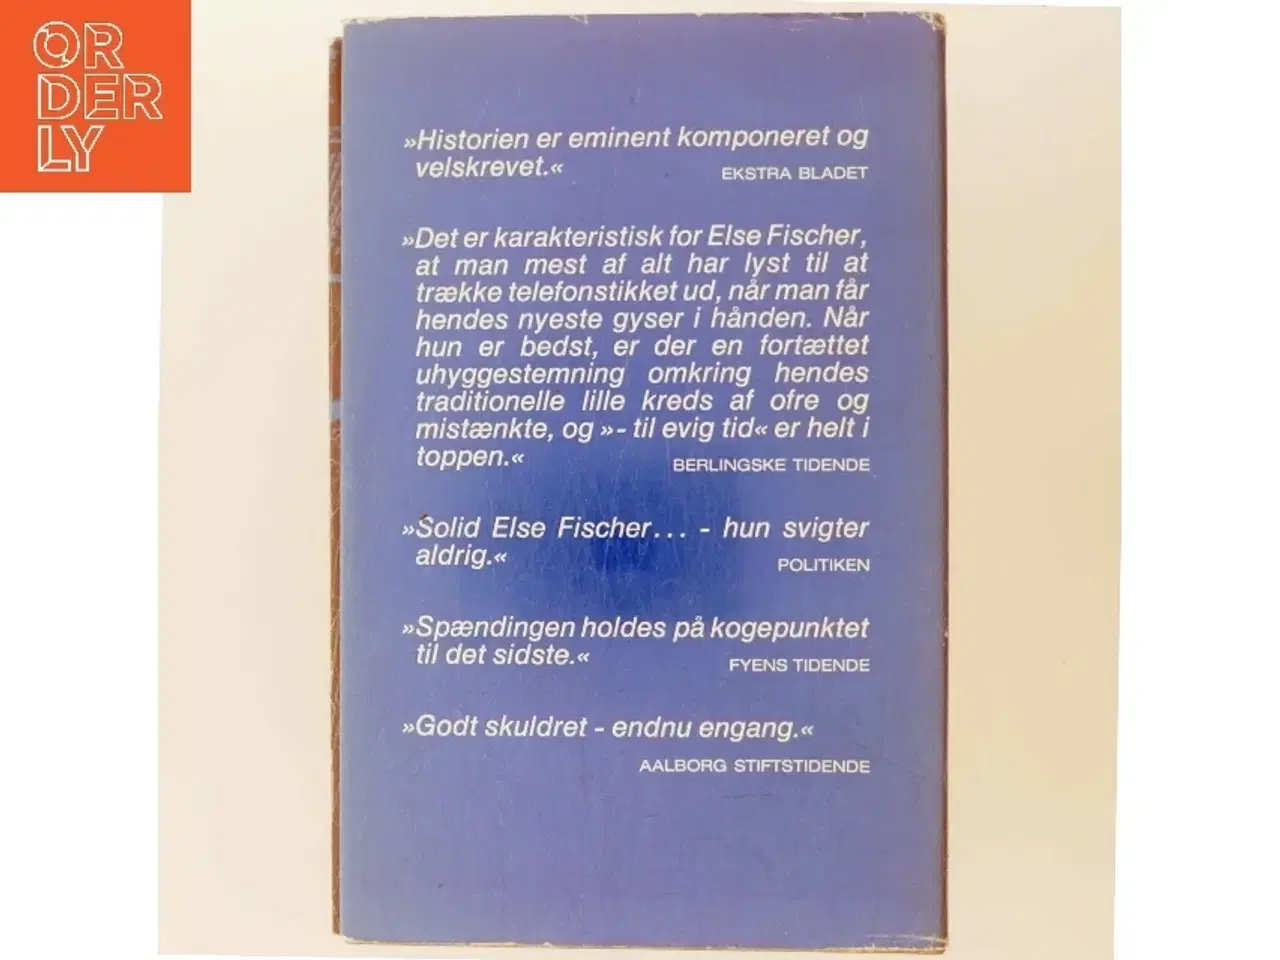 OR
DER
LY
»Historien er eminent komponeret og
velskrevet.«
EKSTRA BLADET
»Det er karakteristisk for Else Fischer,
at man mest af alt har lyst til at
trække telefonstikket ud, når man får
hendes nyeste gyser i hånden. Når
hun er bedst, er der en fortættet
uhyggestemning omkring hendes
traditionelle lille kreds af ofre og
mistænkte, og »- til evig tid« er helt i
toppen.«
BERLINGSKE TIDENDE
»Solid Else Fischer... - hun svigter
aldrig.«
POLITIKEN
»Spændingen holdes på kogepunktet
til det sidste.«
FYENS TIDENDE
»Godt skuldret - endnu engang.«
AALBORG STIFTSTIDENDE